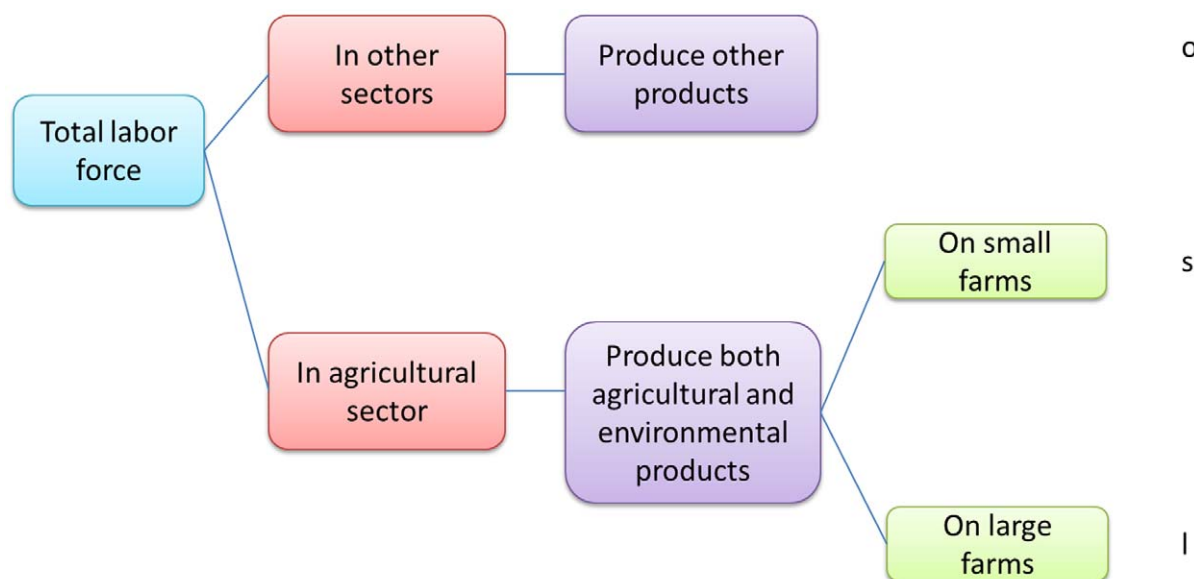 Total labor
force
In other
sectors
Produce other
products
o
In agricultural
sector
Produce both
agricultural and
environmental
products
On small
farms
s
On large
farms
l